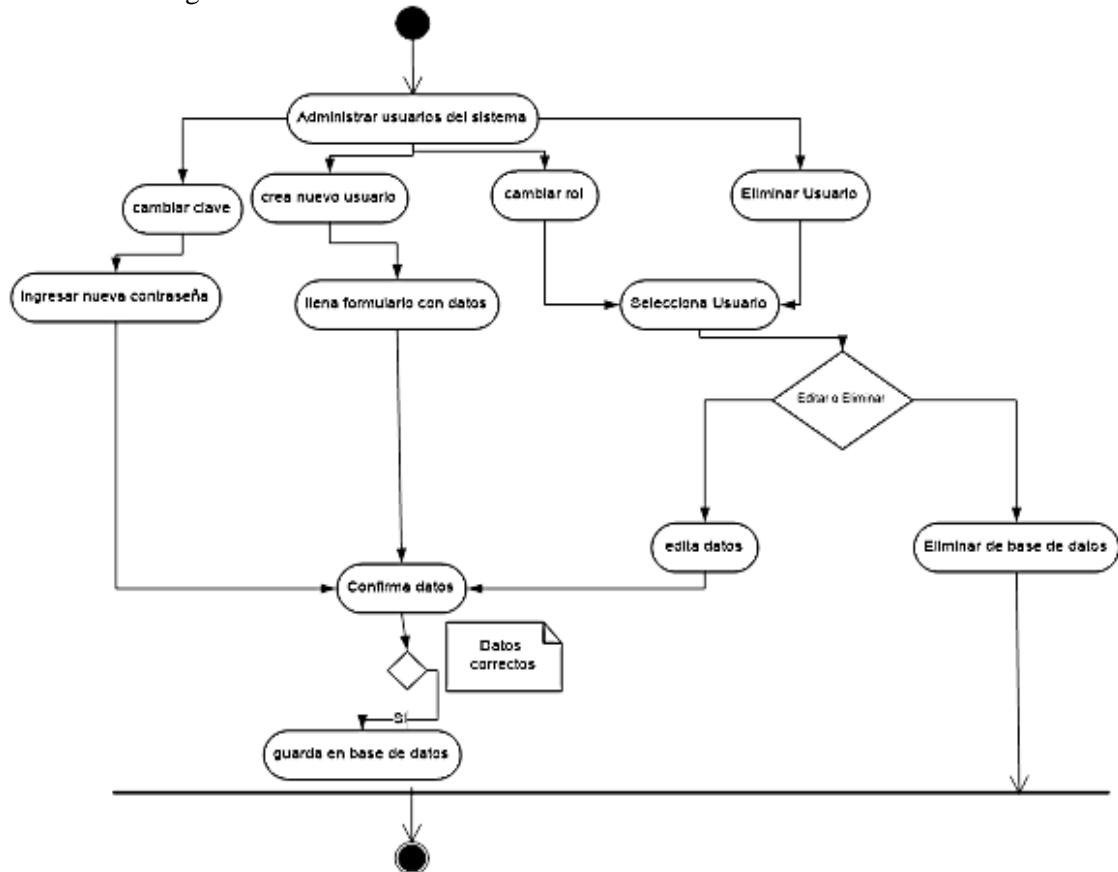 Administrar usuarios del sistema
cambiar clave
crea nuevo usuario
cambiar rol
Eliminar Usuario
Ingresar nueva contraseña
llena formulario con datos
Selecciona Usuario
Editar o Eliminar
edita datos
Eliminar de base de datos
Confirma datos
Datos
correctos
Si
guarda en base de datos